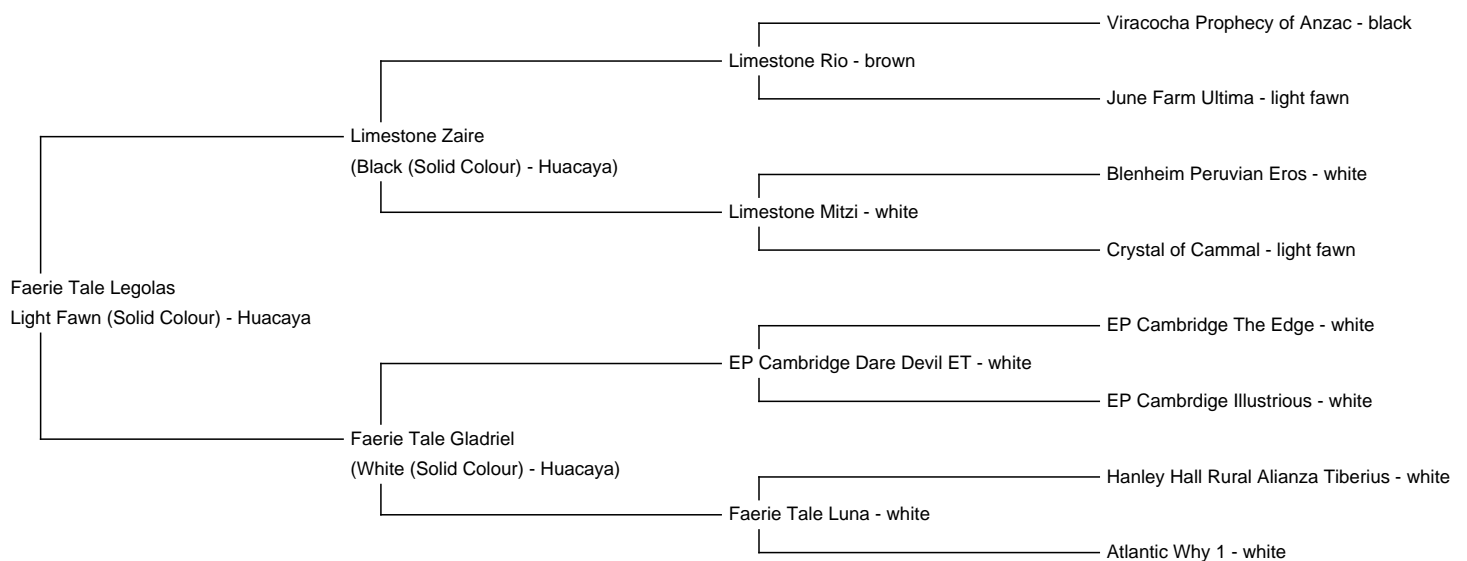 Viracocha Prophecy of Anzac - black
Limestone Rio - brown
June Farm Ultima - light fawn
Limestone Zaire
(Black (Solid Colour) - Huacaya)
Blenheim Peruvian Eros - white
Limestone Mitzi - white
Crystal of Cammal - light fawn
Faerie Tale Legolas
Light Fawn (Solid Colour) - Huacaya
EP Cambridge The Edge - white
EP Cambridge Dare Devil ET - white
EP Cambrdige Illustrious - white
Faerie Tale Gladriel
(White (Solid Colour) - Huacaya)
Hanley Hall Rural Alianza Tiberius - white
Faerie Tale Luna - white
Atlantic Why 1 - white